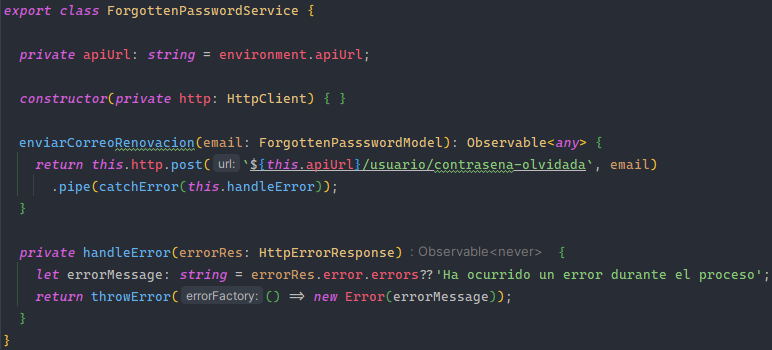 export class ForgottenPasswordService {
private apiUrl: string = environment.apiUrl;
constructor(private http: HttpClient) { }
enviarCorreoRenovacion(email: ForgottenPasswordModel): Observable<any> {
return this.http.post( url: `${this.apiUrl}/usuario/contrasena-olvidada`, email)
.pipe(catchError(this.handleError));
}
private handleError(errorRes: HttpErrorResponse) : Observable<never> {
let errorMessage: string = errorRes.error.errors??'Ha ocurrido un error durante el proceso';
return throwError( errorFactory: () ⇒ new Error(errorMessage));
}
}